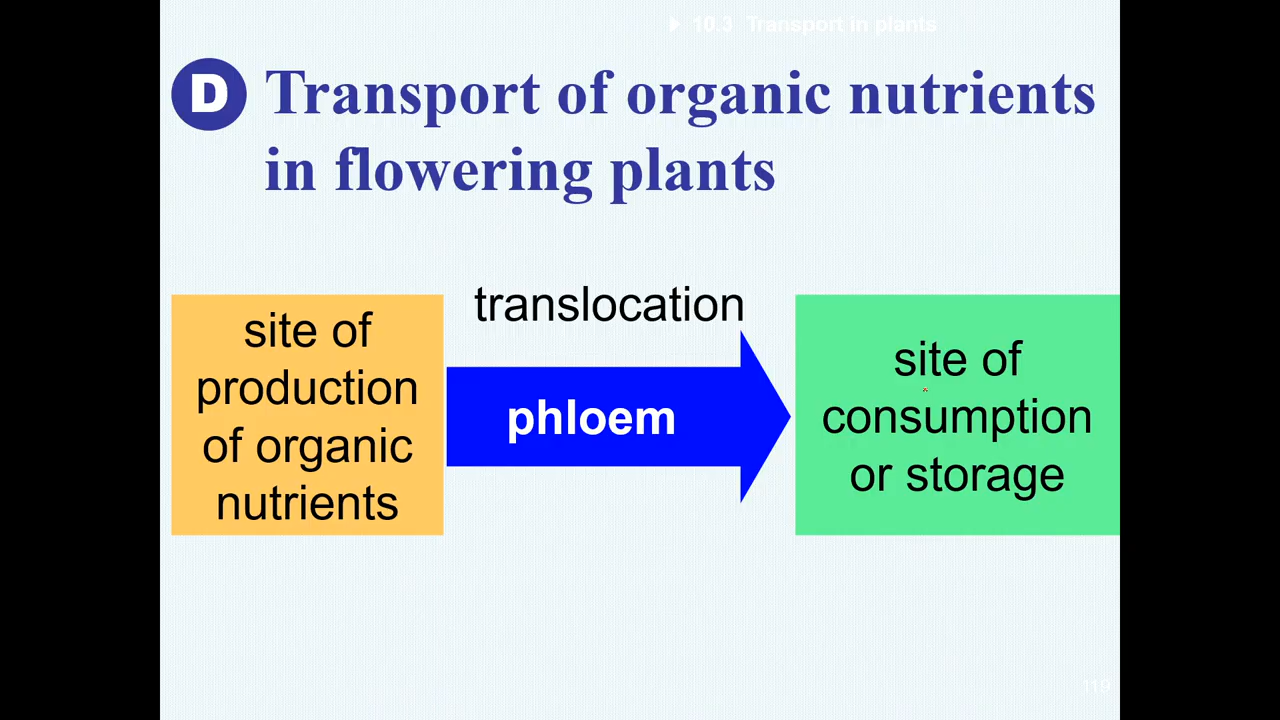 10.3 Transport in plants
D Transport of organic nutrients
in flowering plants
translocation
site of
production
of organic
nutrients
phloem
site of
consumption
or storage
119